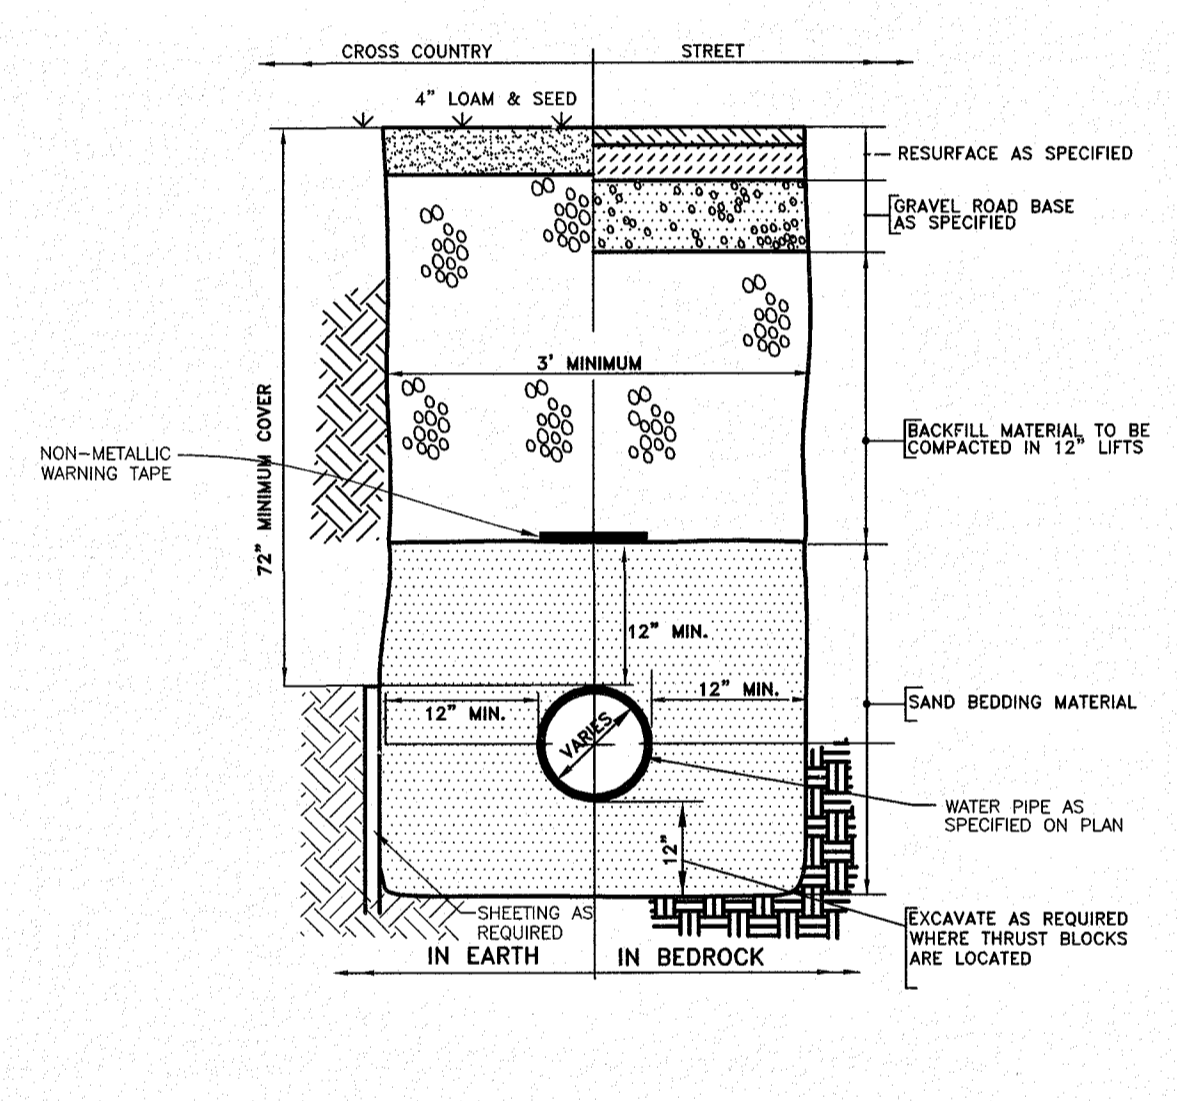 CROSS COUNTRY
STREET
4" LOAM & SEED
RESURFACE AS SPECIFIED
GRAVEL ROAD BASE
AS SPECIFIED
3' MINIMUM
72" MINIMUM COVER
NON-METALLIC
WARNING TAPE
BACKFILL MATERIAL TO BE
COMPACTED IN 12" LIFTS
12" MIN.
12" MIN.
12" MIN.
SAND BEDDING MATERIAL
VARIES
WATER PIPE AS
SPECIFIED ON PLAN
12"
SHEETING AS
REQUIRED
EXCAVATE AS REQUIRED
WHERE THRUST BLOCKS
ARE LOCATED
IN EARTH
IN BEDROCK